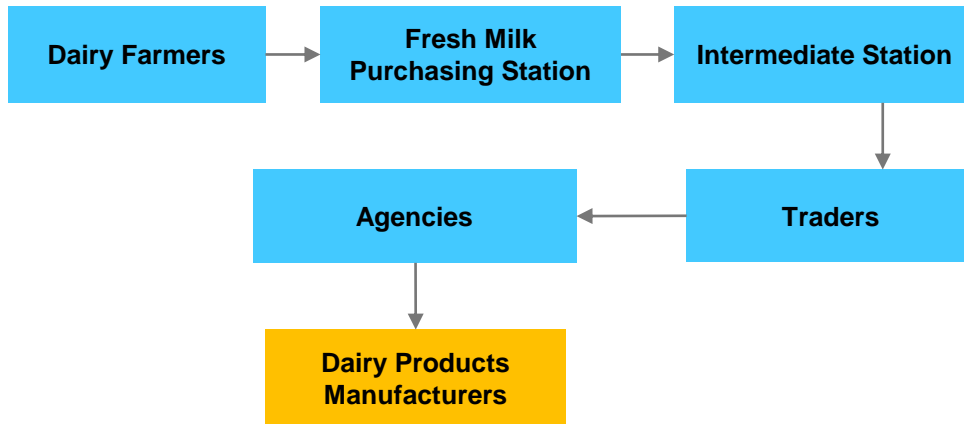 Dairy Farmers
Fresh Milk
Purchasing Station
Intermediate Station
Agencies
Traders
Dairy Products
Manufacturers